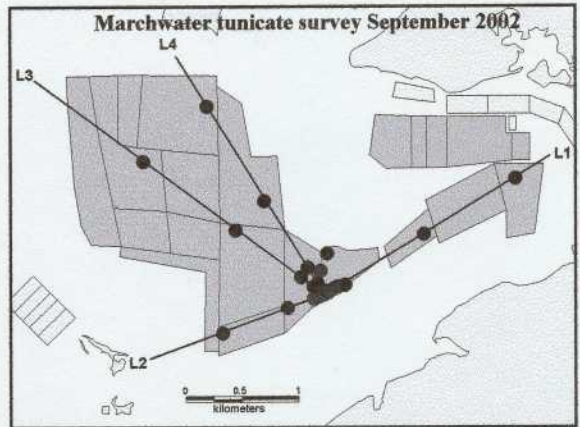 Marchwater tunicate survey September 2002
L4
L3
L1
L2
0 0.5 1
kilometers